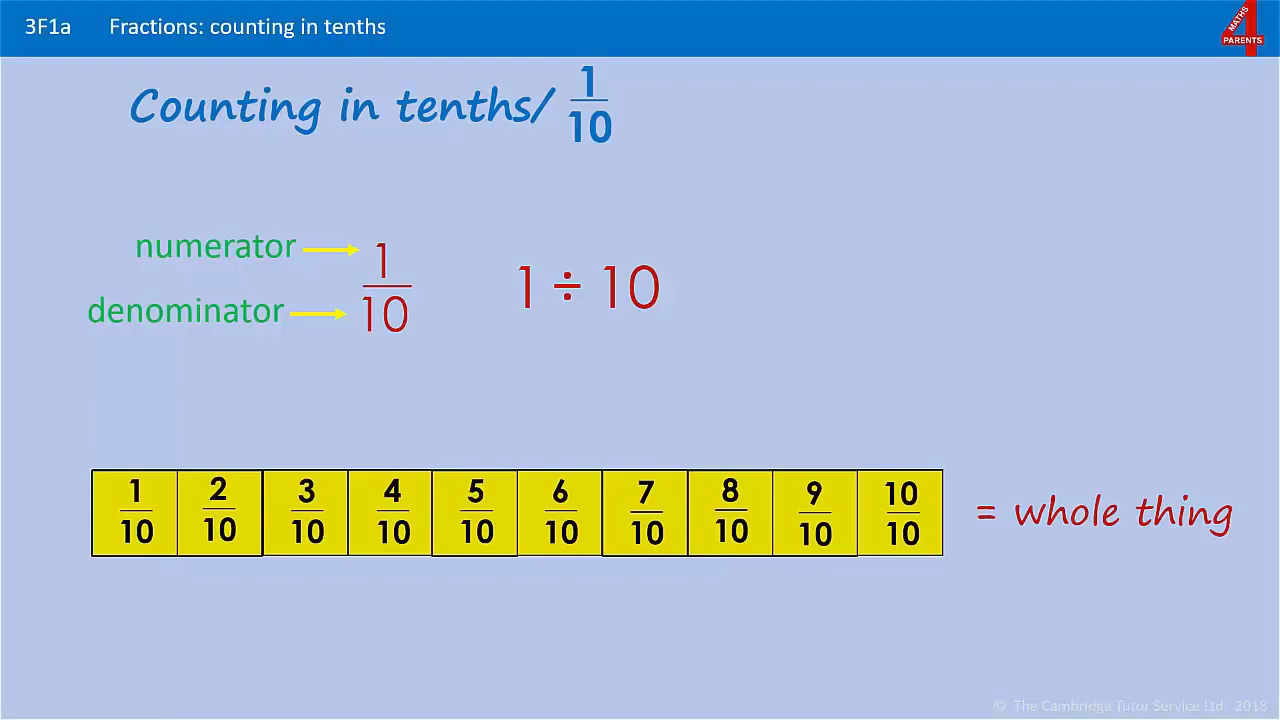 3F1a Fractions: counting in tenths
MATHS
4
PARENTS
Counting in tenths/ 1/10
numerator → 1
denominator → 10
1 ÷ 10
1/10 2/10 3/10 4/10 5/10 6/10 7/10 8/10 9/10 10/10 = whole thing
© The Cambridge Tutor Service Ltd, 2018